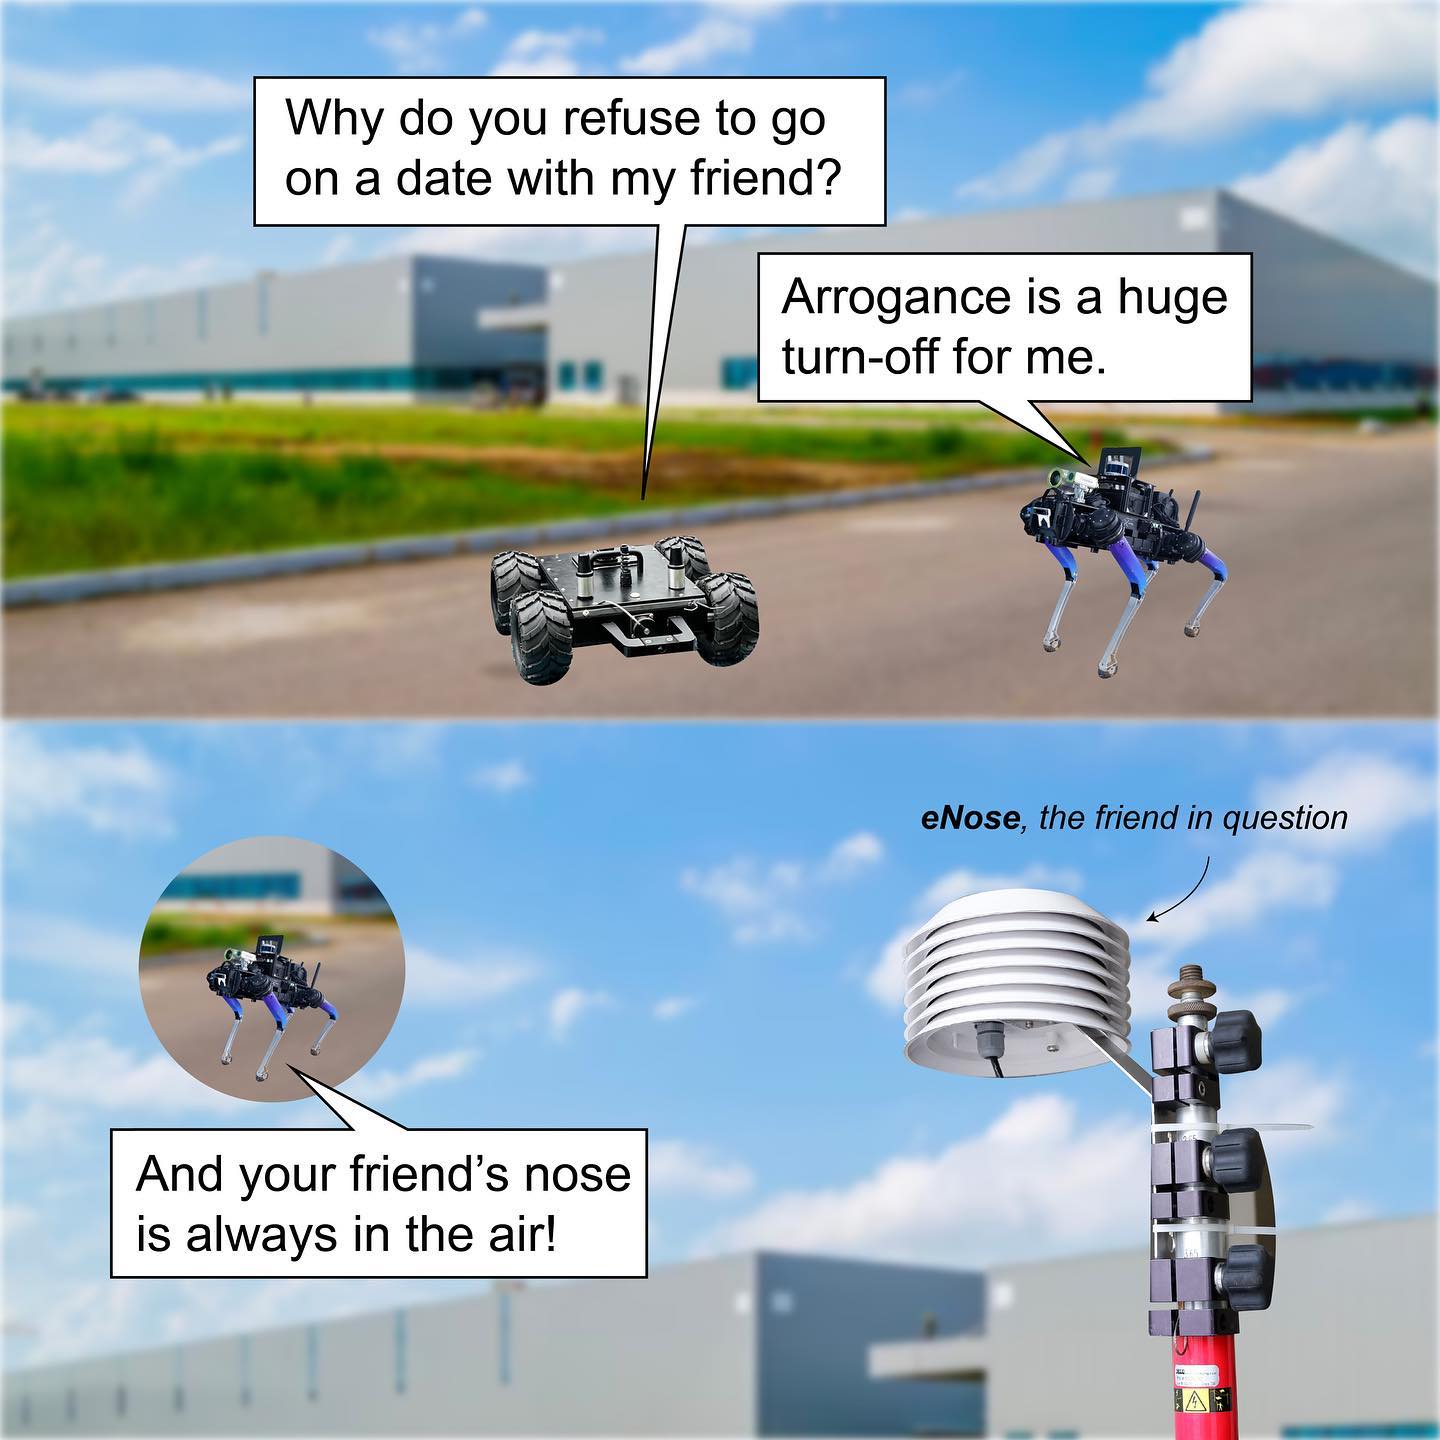 Why do you refuse to go
on a date with my friend?
Arrogance is a huge
turn-off for me.
eNose, the friend in question
And your friend's nose
is always in the air!